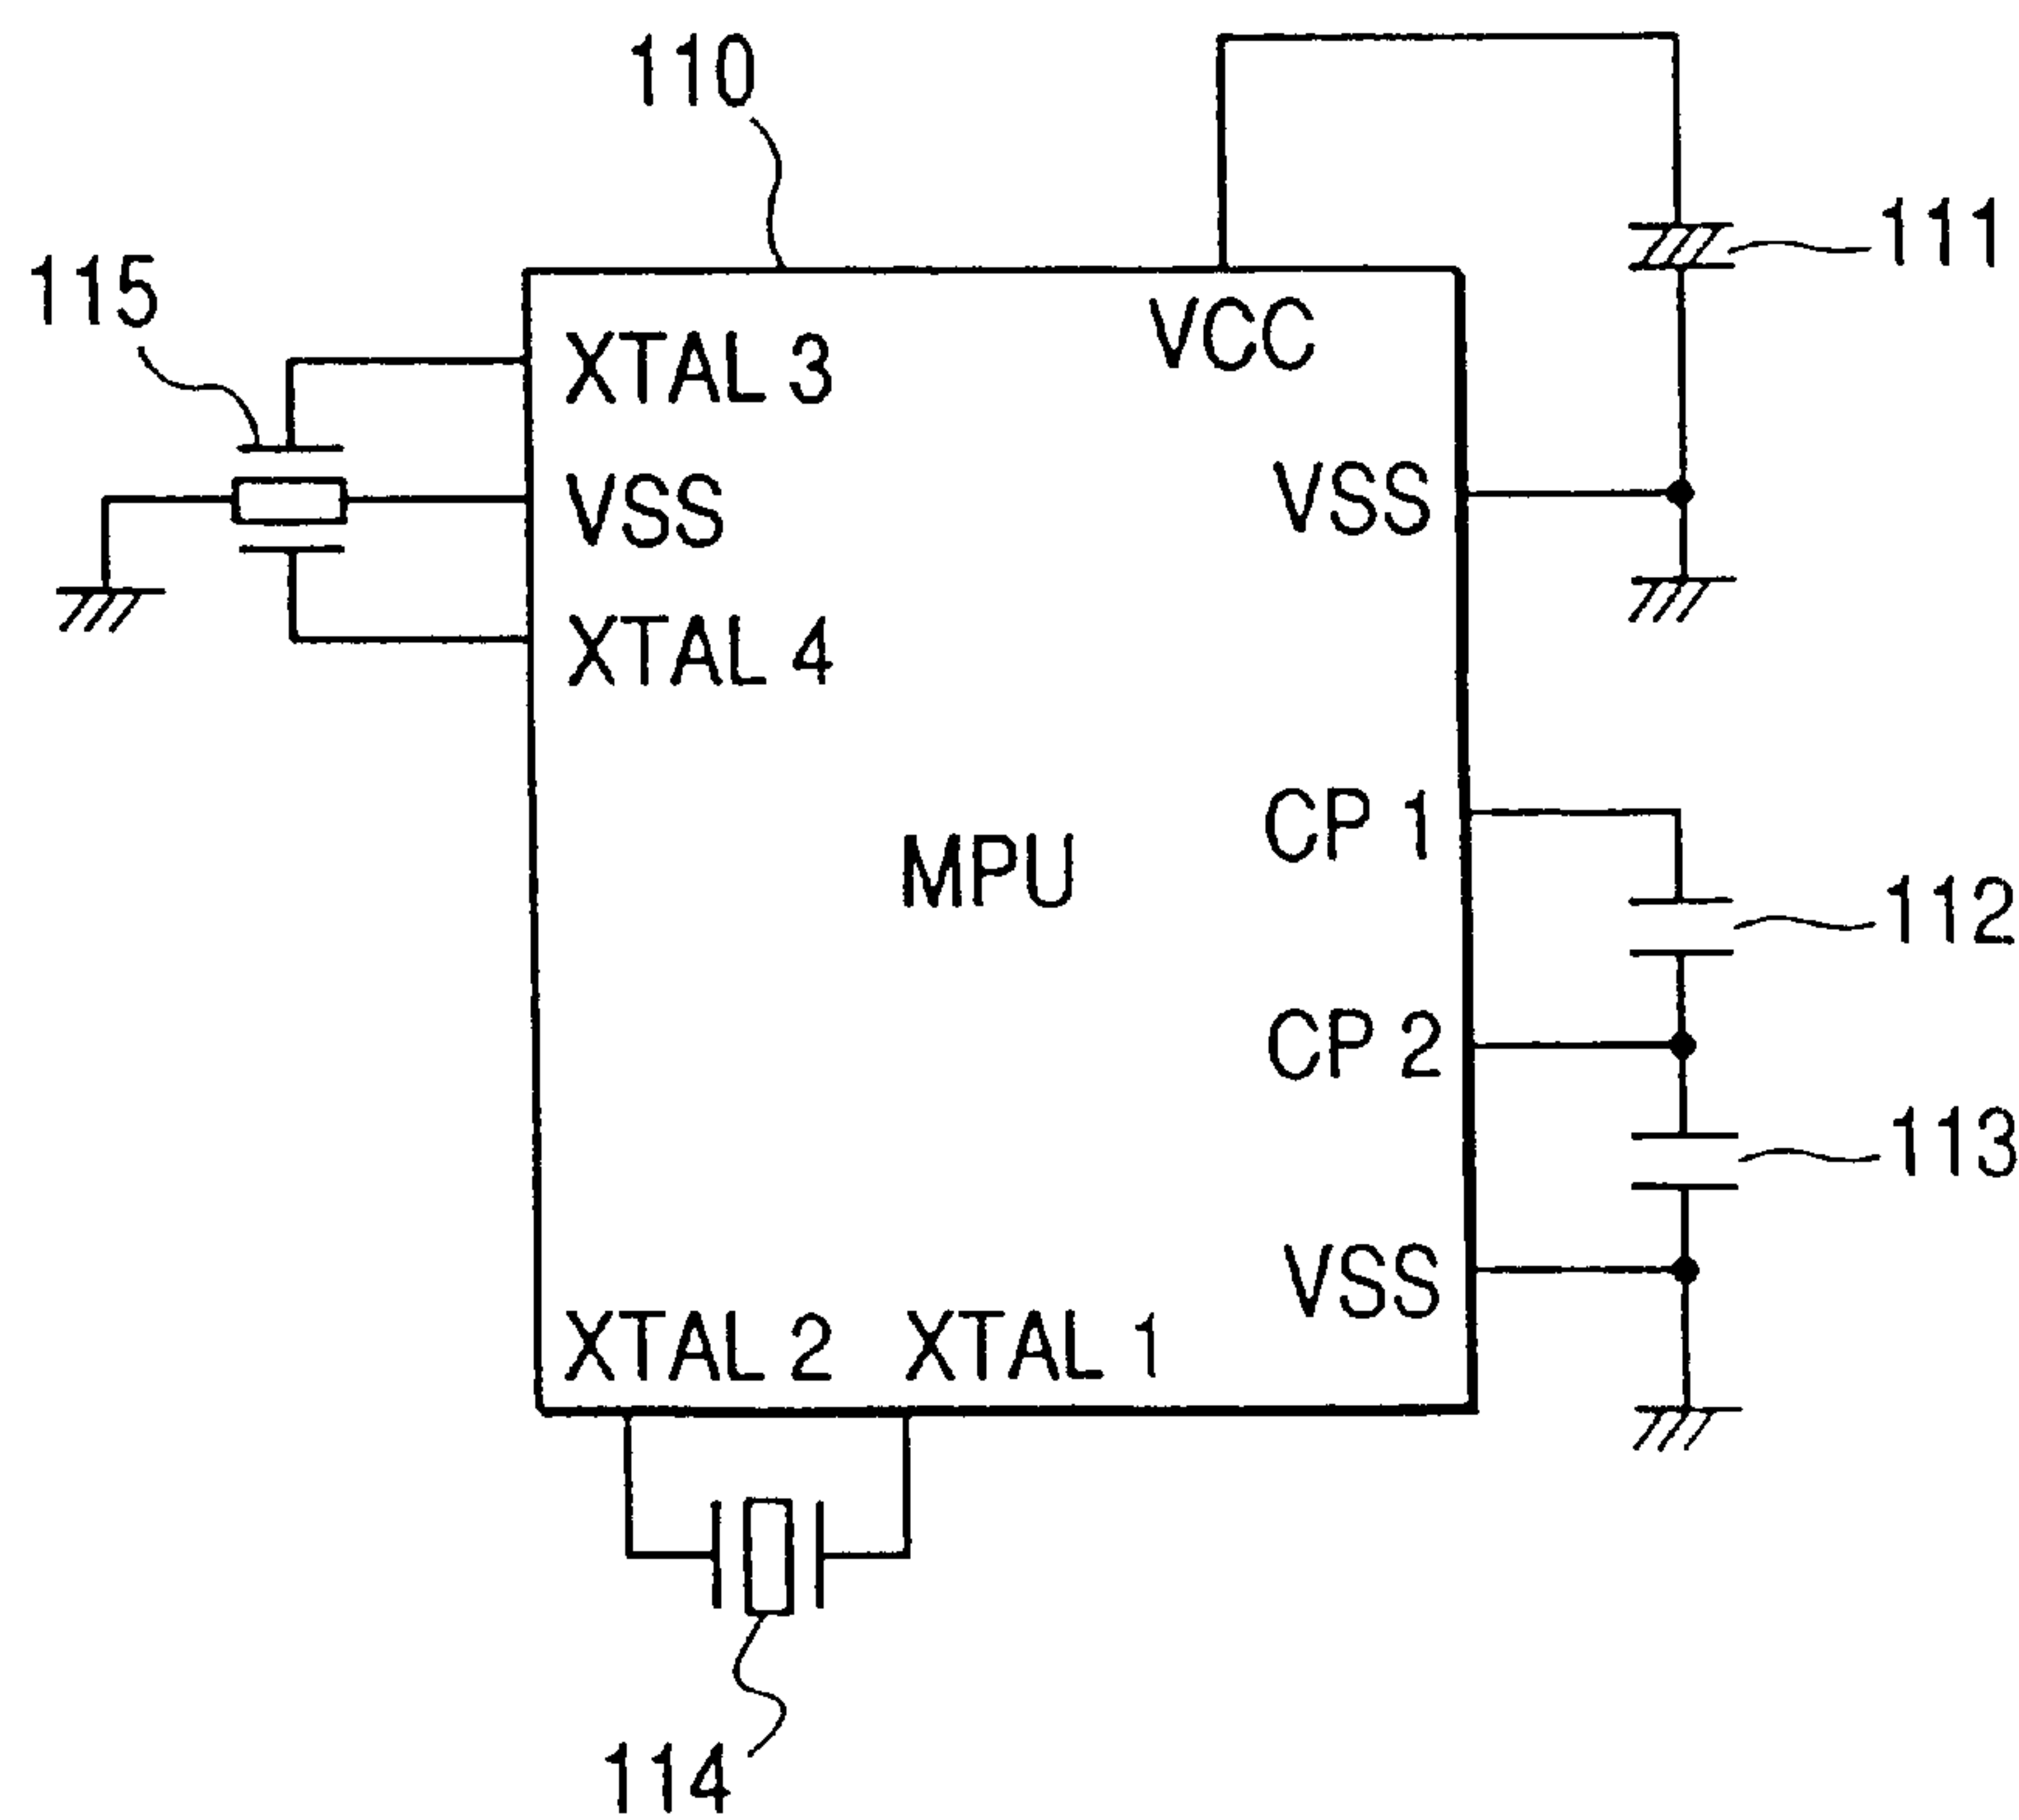 110
111
115
VCC
XTAL 3
VSS
VSS
XTAL 4
CP 1
MPU
112
CP 2
113
VSS
XTAL 2
XTAL 1
114